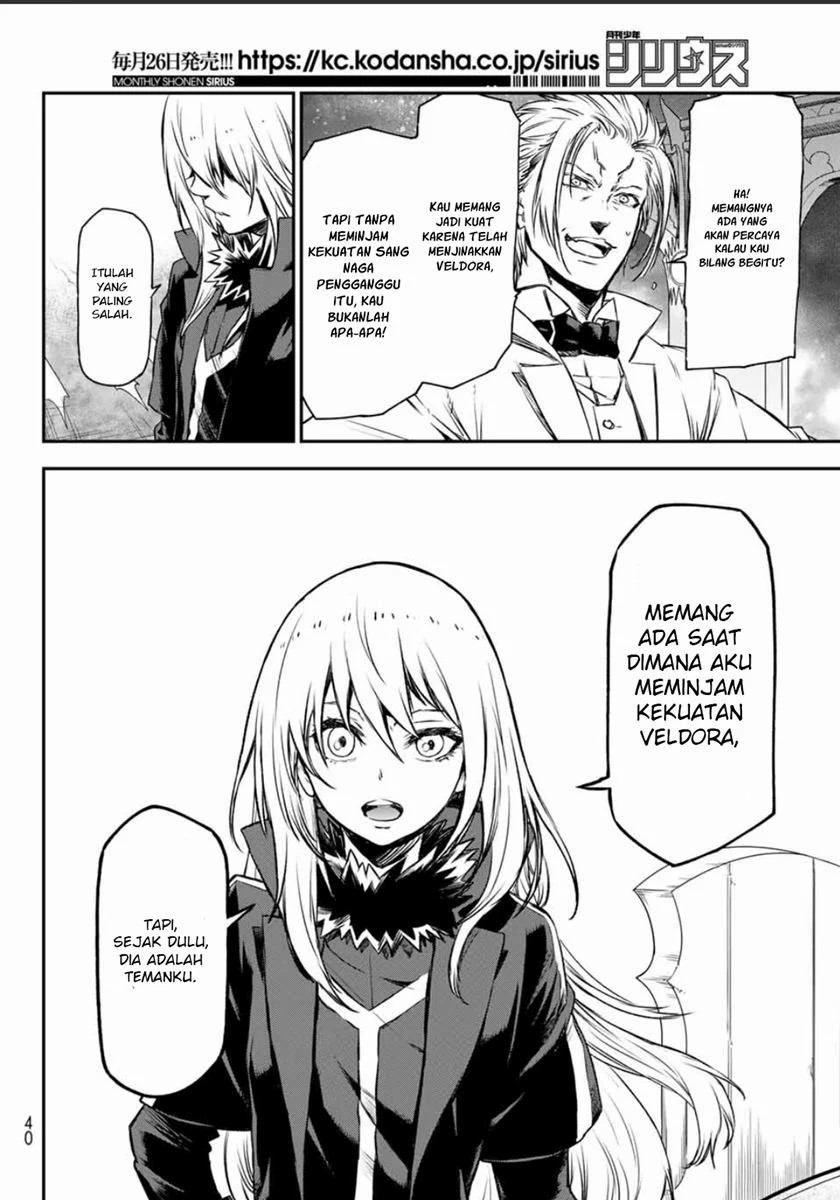 毎月26日発売!!! https://kc.kodansha.co.jp/sirius
MONTHLY SHONEN SIRIUS
月刊少年
シリウス
HA!
MEMANGNYA
ADA YANG
AKAN PERCAYA
KALAU KAU
BILANG BEGITU?
KAU MEMANG
JADI KUAT
KARENA TELAH
MENJINAKKAN
VELDORA,
TAPI TANPA
MEMINJAM
KEKUATAN SANG
NAGA
PENGGANGGU
ITU, KAU
BUKANLAH
APA-APA!
ITULAH
YANG
PALING
SALAH.
MEMANG
ADA SAAT
DIMANA AKU
MEMINJAM
KEKUATAN
VELDORA,
TAPI,
SEJAK DULU,
DIA ADALAH
TEMANKU.
40